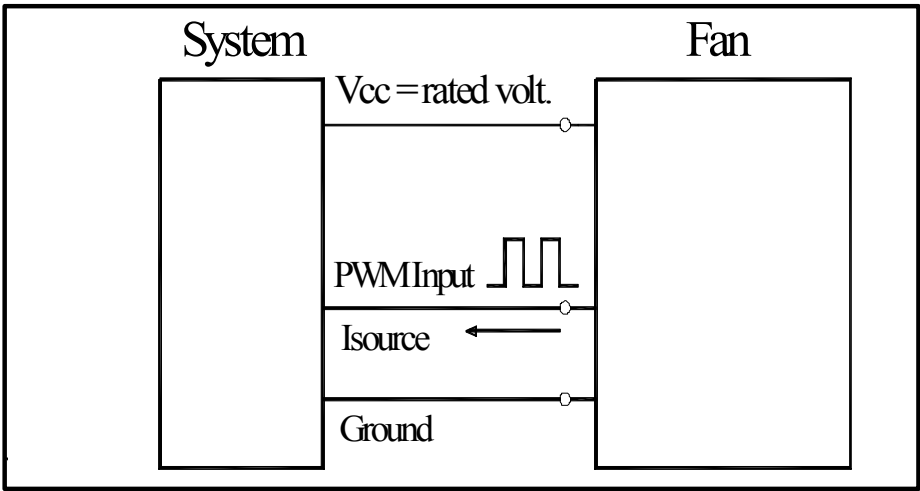 System Fan
Vcc = rated volt.
PWM Input
Isource
Ground